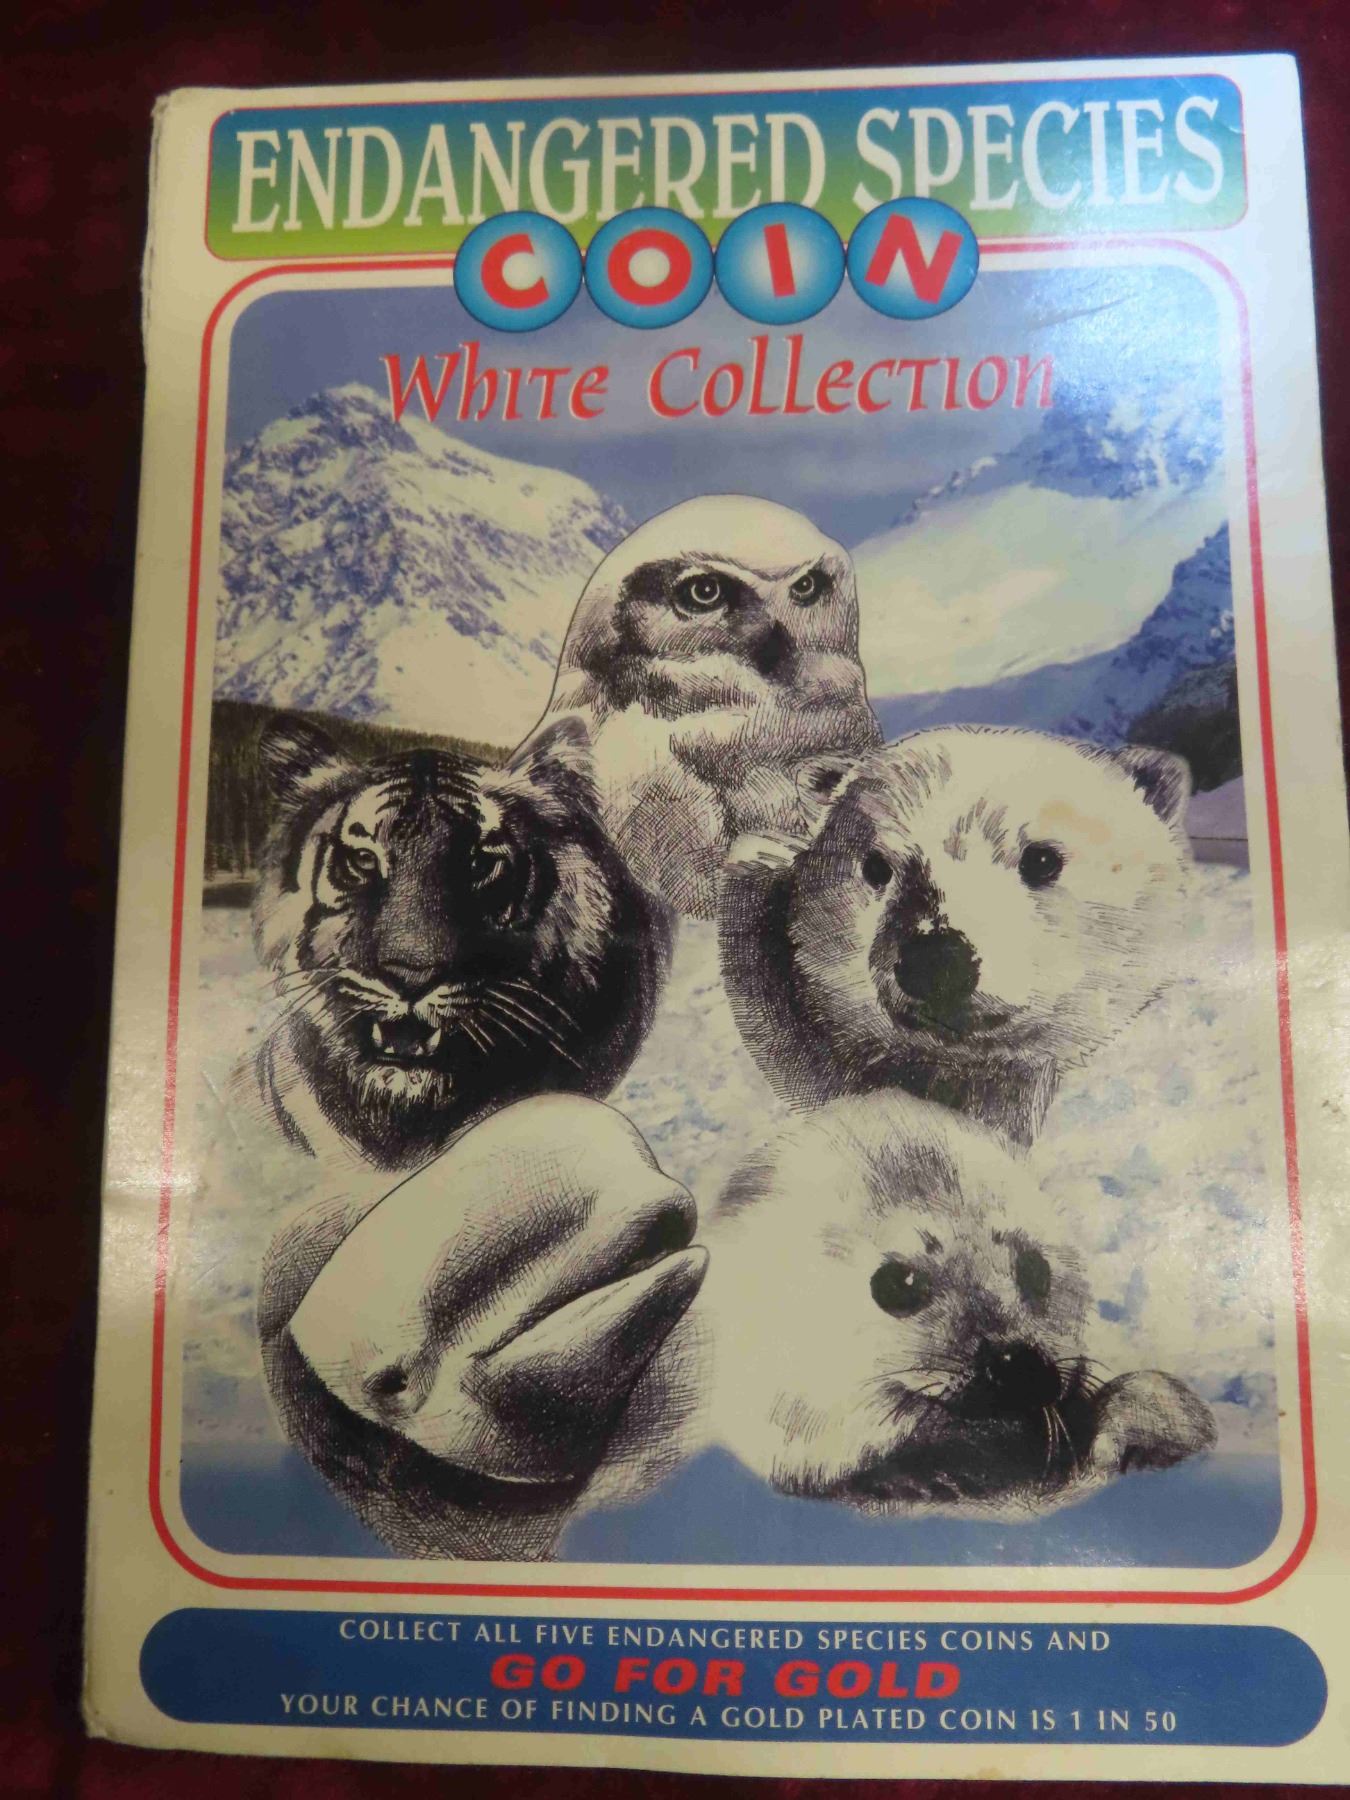 ENDANGERED SPECIES
COIN
White Collection
COLLECT ALL FIVE ENDANGERED SPECIES COINS AND
GO FOR GOLD
YOUR CHANCE OF FINDING A GOLD PLATED COIN IS 1 IN 50